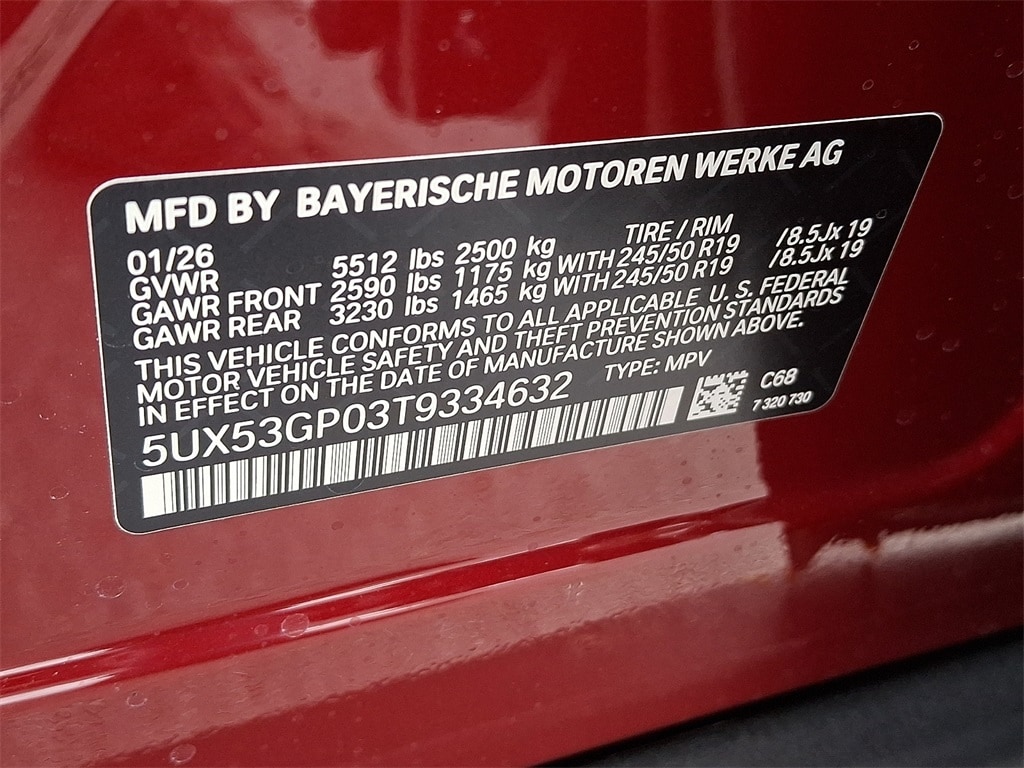 MFD BY BAYERISCHE MOTOREN WERKE AG
01/26 TIRE / RIM
GVWR 5512 lbs 2500 kg
GAWR FRONT 2590 lbs 1175 kg WITH 245/50 R19 /8.5Jx 19
GAWR REAR 3230 lbs 1465 kg WITH 245/50 R19 /8.5Jx 19
THIS VEHICLE CONFORMS TO ALL APPLICABLE U. S. FEDERAL
MOTOR VEHICLE SAFETY AND THEFT PREVENTION STANDARDS
IN EFFECT ON THE DATE OF MANUFACTURE SHOWN ABOVE.
5UX53GP03T9334632 TYPE: MPV
C68
7 320 730